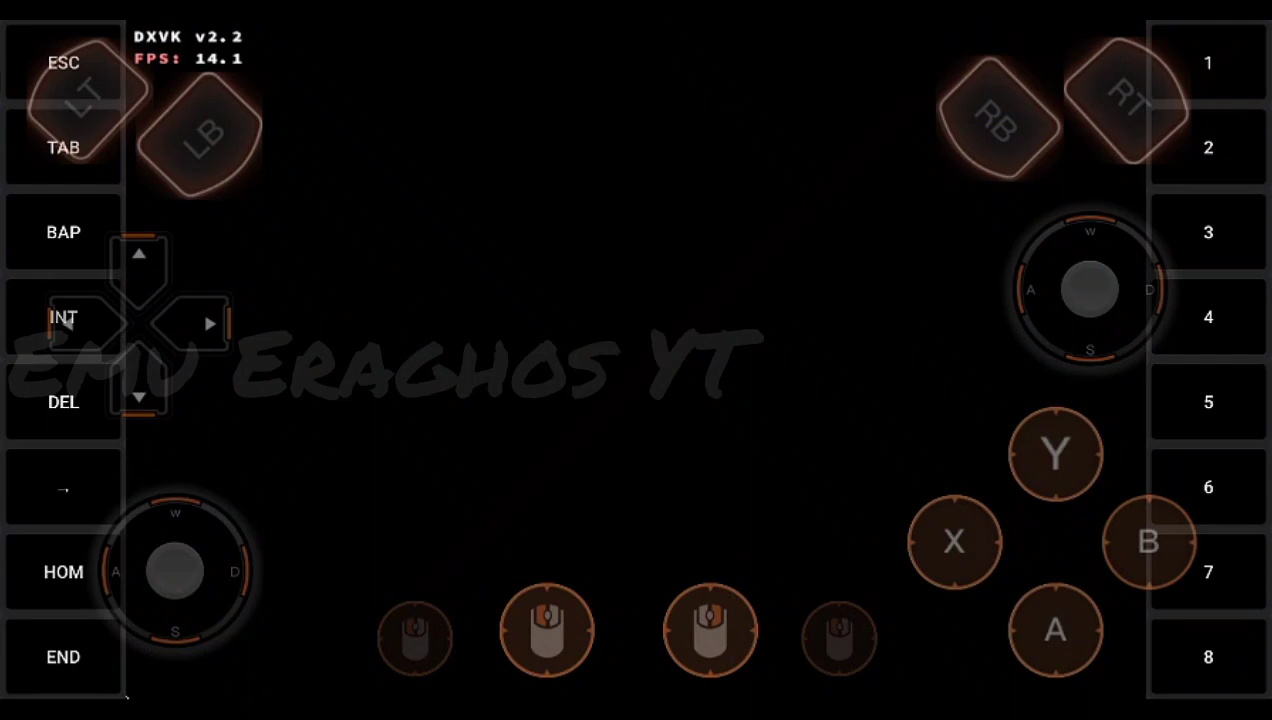 DXVK v2.2
FPS: 14.1
ESC
TAB
BAP
INT
DEL
→
HOM
END
LT
LB
RB
RT
1
2
3
4
5
6
7
8
W
A
D
S
Emu Eraghos YT
W
A
D
S
Y
X
B
A